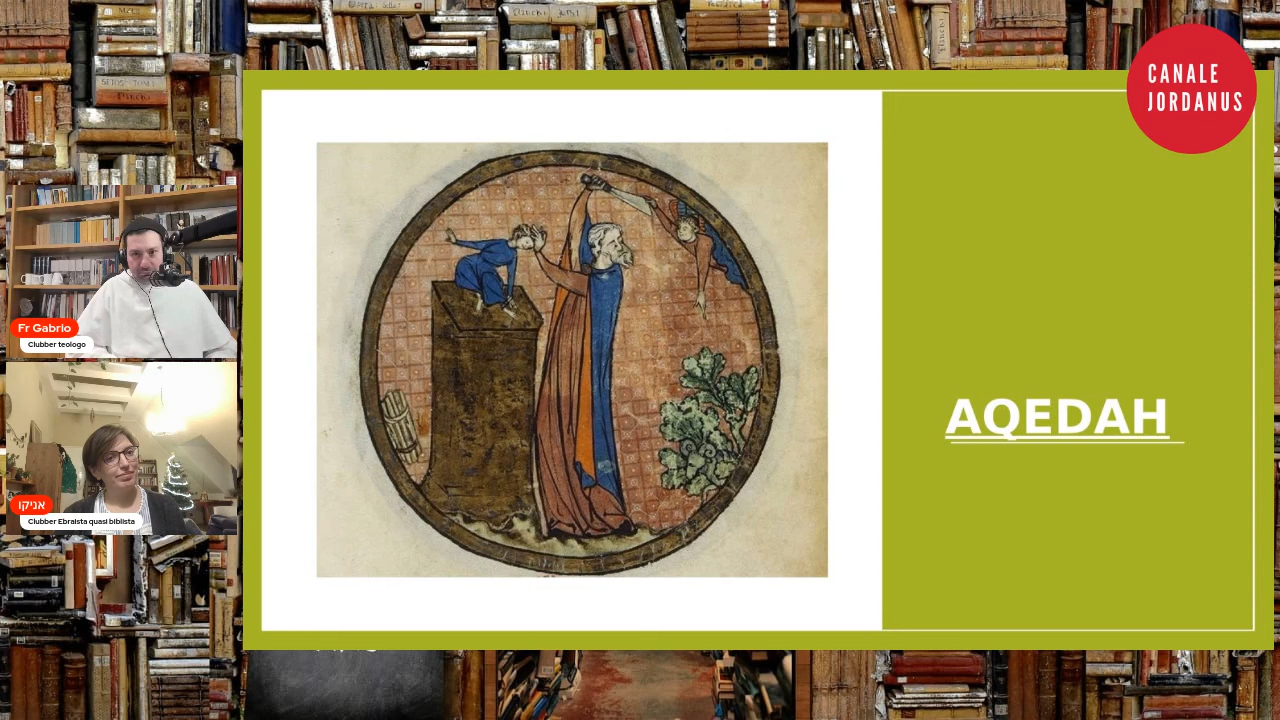 CANALE
JORDANUS
Fr Gabrio
Clubber teologo
AQEDAH
אניקו
Clubber Ebraista quasi biblista